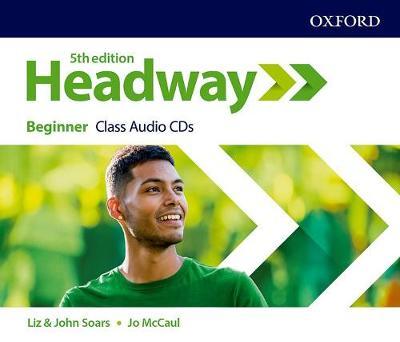 OXFORD
5th edition
Headway
Beginner Class Audio CDs
Liz & John Soars • Jo McCaul